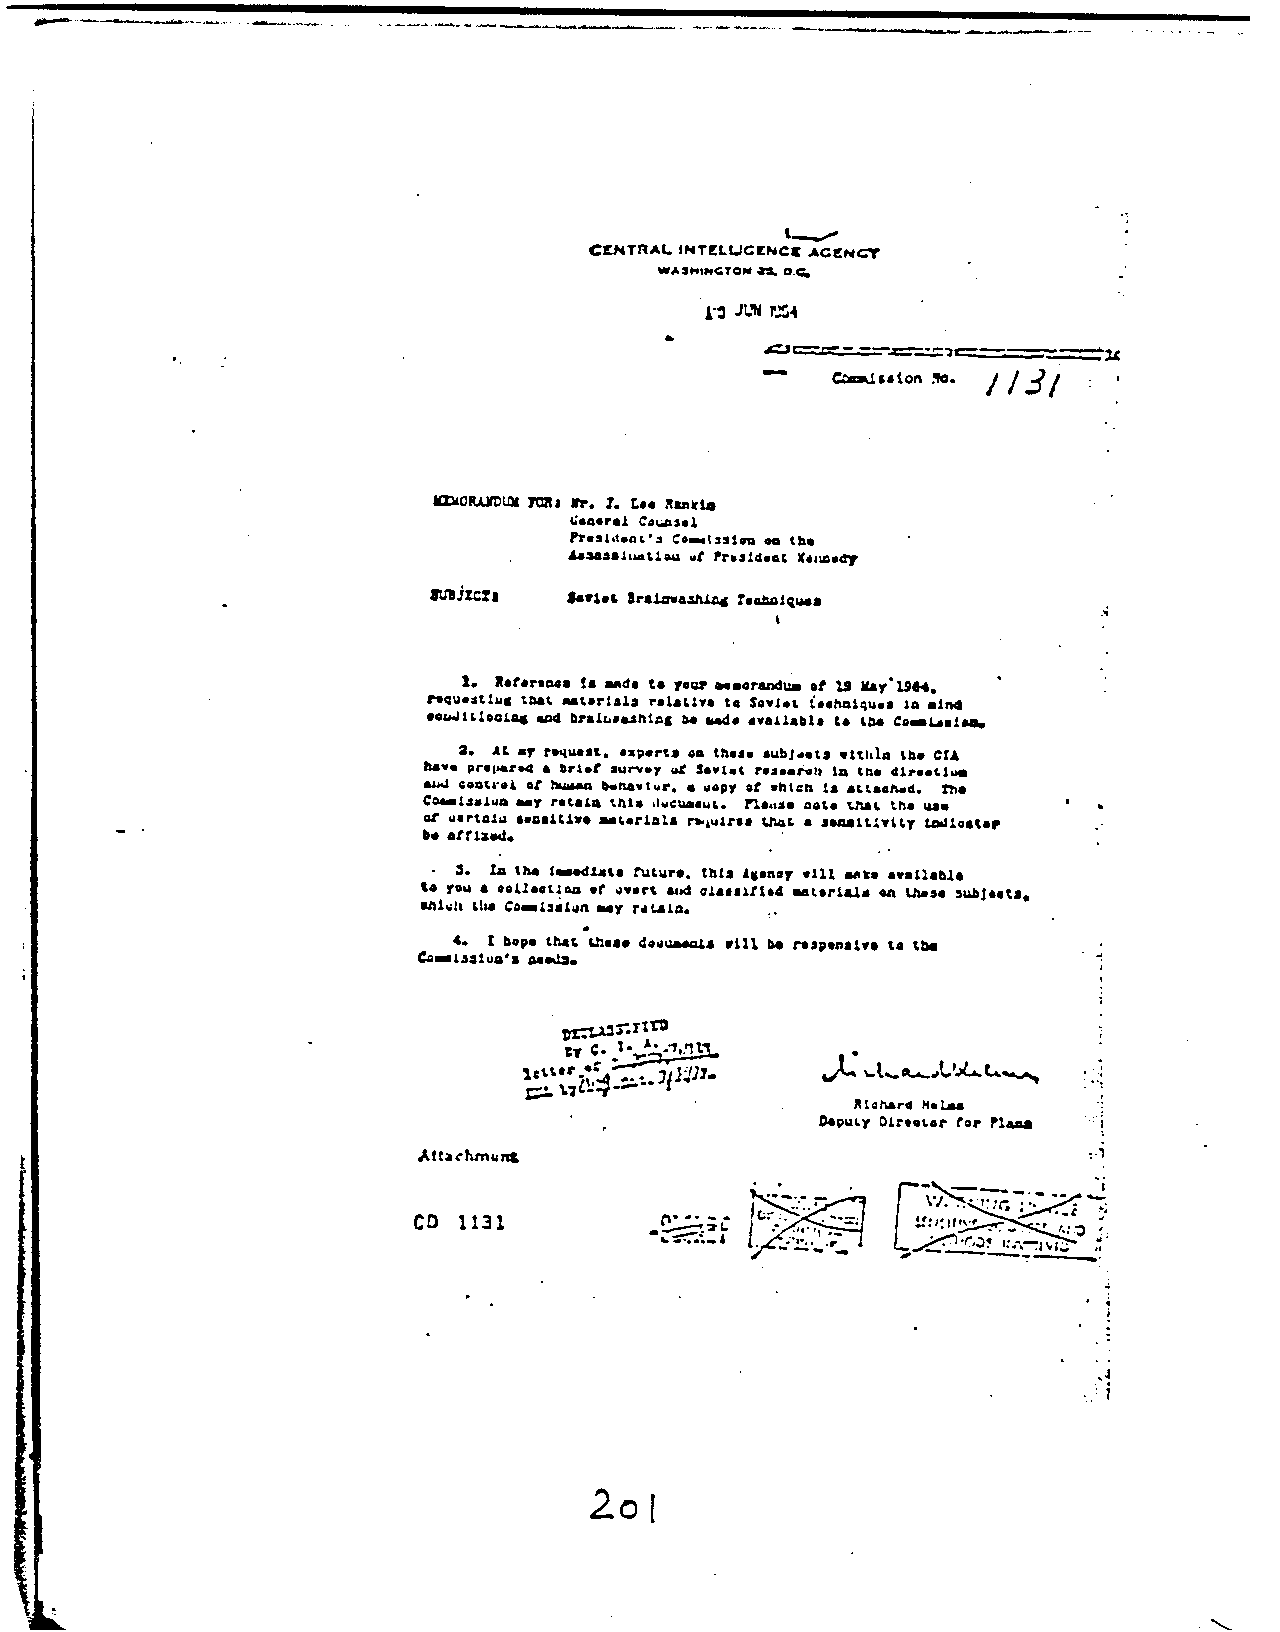 CENTRAL INTELLIGENCE AGENCY
WASHINGTON 25, D.C.
JUN 1964
Commission No. 1131
MEMORANDUM FOR: Mr. J. Lee Rankin
General Counsel
President's Commission on the
Assassination of President Kennedy
SUBJECT: Soviet Brainwashing Techniques
1. Reference is made to your memorandum of 19 May 1964,
requesting that materials relative to Soviet techniques in mind
conditioning and brainwashing be made available to the Commission.
2. At my request, experts on these subjects within the CIA
have prepared a brief survey of Soviet research in the direction
and control of human behavior, a copy of which is attached. The
Commission may retain this document. Please note that the use
of certain sensitive materials requires that a sensitivity indicator
be affixed.
3. In the immediate future, this Agency will make available
to you a collection of overt and classified materials on these subjects,
which the Commission may retain.
4. I hope that these documents will be responsive to the
Commission's needs.
DECLASSIFIED
By C. I. A.
letter of
Richard Helms
Richard Helms
Deputy Director for Plans
Attachment
CD 1131
201